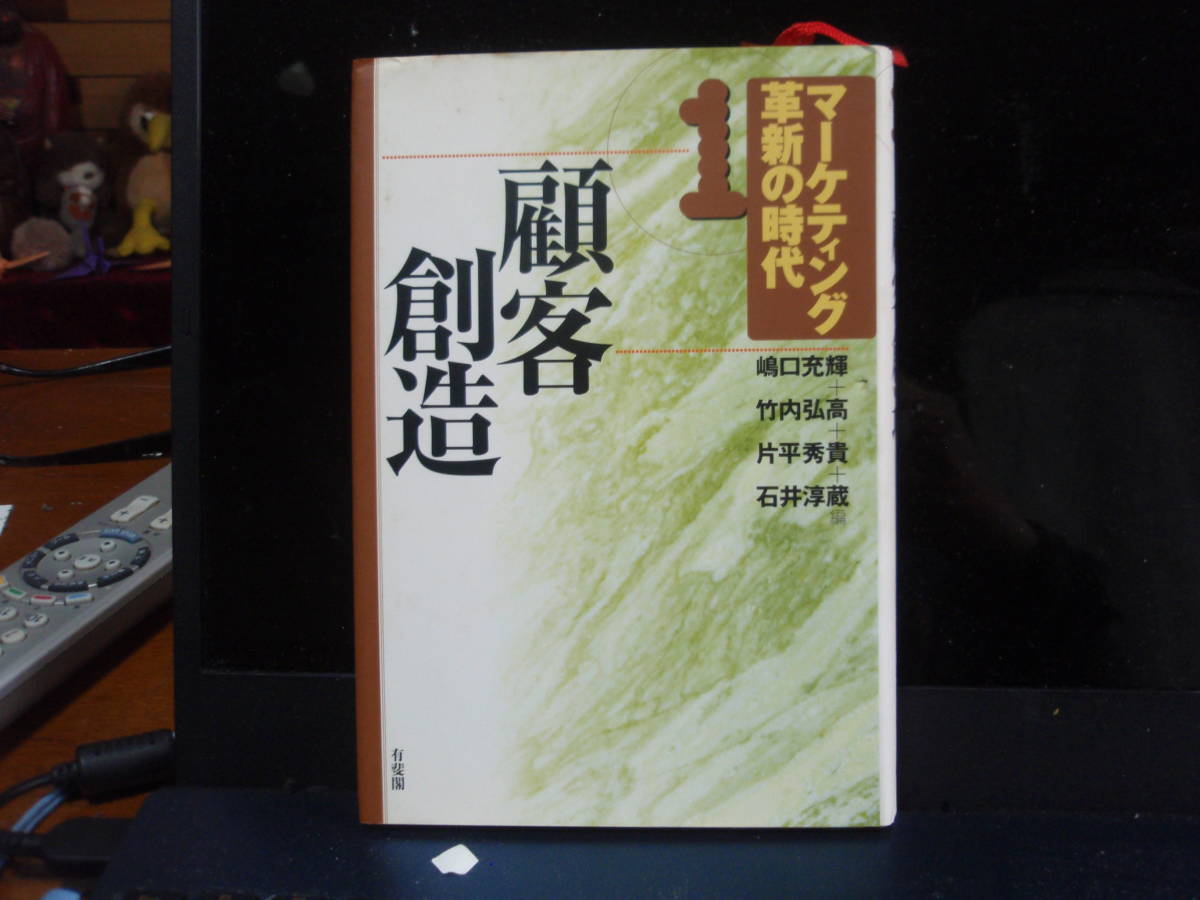 マーケティング
革新の時代
1
顧客
創造
嶋口充輝+
竹内弘高+
片平秀貴+
石井淳蔵編
有斐閣